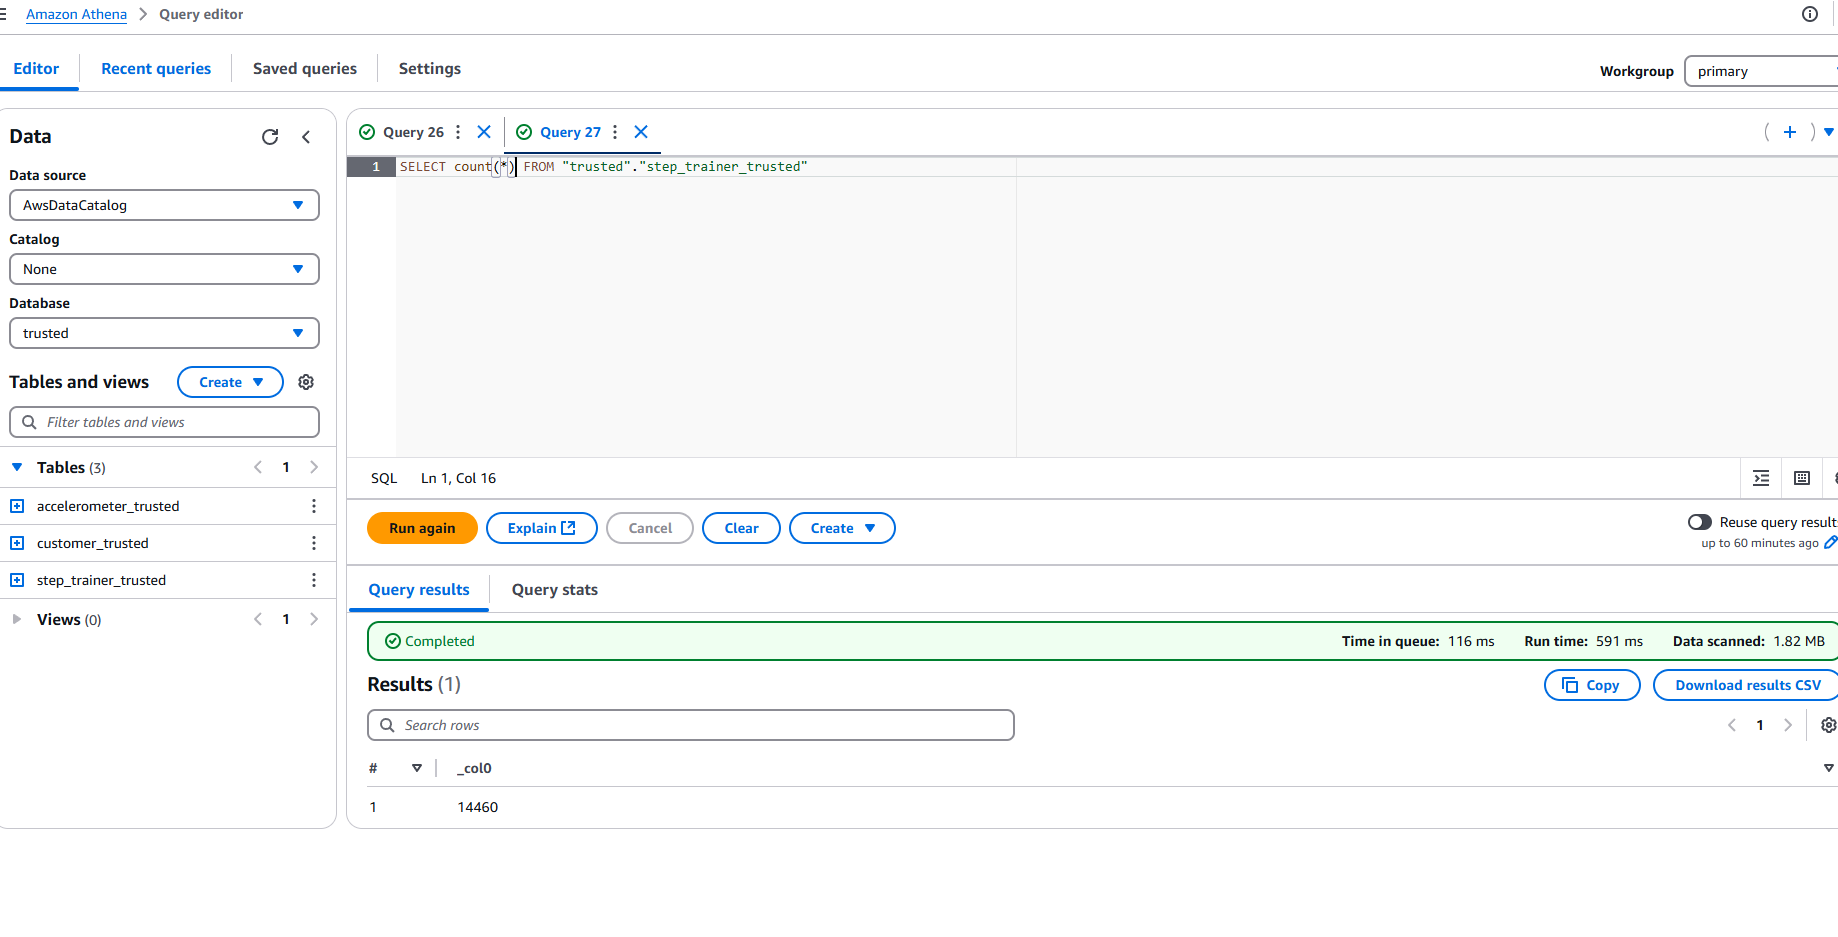 Amazon Athena > Query editor
Editor Recent queries Saved queries Settings
Workgroup primary
Data
Data source
AwsDataCatalog
Catalog
None
Database
trusted
Tables and views Create
Filter tables and views
Tables (3) < 1 >
accelerometer_trusted
customer_trusted
step_trainer_trusted
Views (0) < 1 >
Query 26 Query 27
1 SELECT count(*) FROM "trusted"."step_trainer_trusted"
SQL Ln 1, Col 16
Run again Explain Cancel Clear Create
Reuse query result
up to 60 minutes ago
Query results Query stats
Completed Time in queue: 116 ms Run time: 591 ms Data scanned: 1.82 MB
Results (1) Copy Download results CSV
Search rows < 1 >
# _col0
1 14460